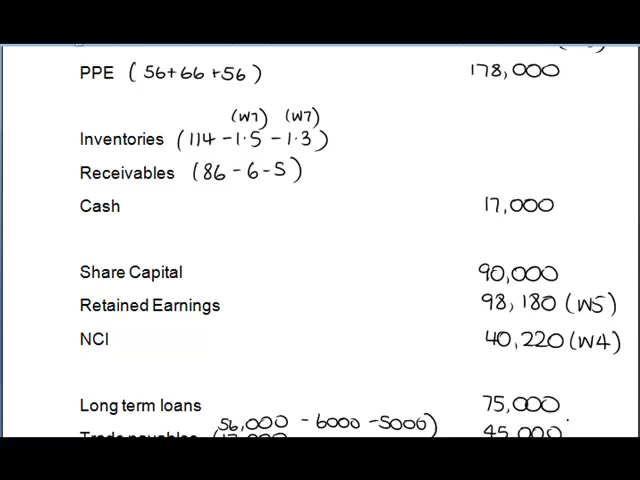 PPE (56+66+56) 178,000
(W7) (W7)
Inventories (114 -1.5 -1.3)
Receivables (86 - 6 - 5)
Cash 17,000
Share Capital 90,000
Retained Earnings 98,180 (W5)
NCI 40,220 (W4)
Long term loans 75,000
56,000 - 6000 - 5000)
Trade payables 45,000